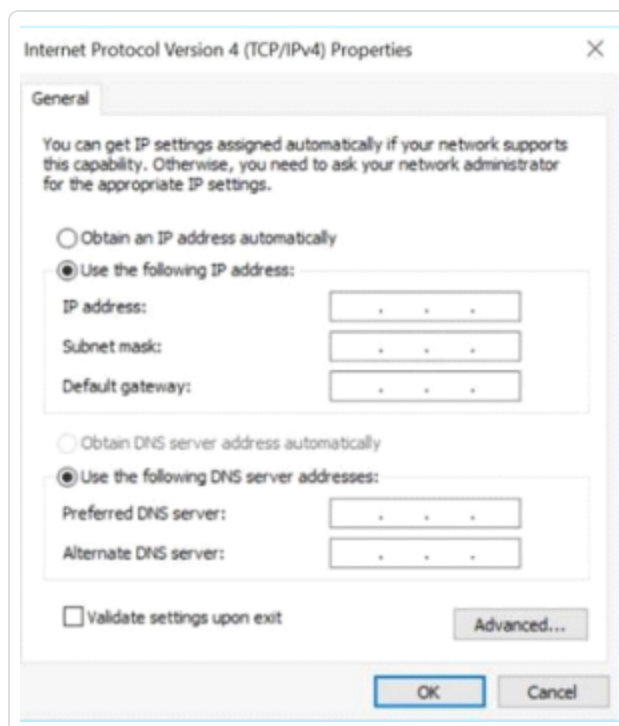 Internet Protocol Version 4 (TCP/IPv4) Properties
General
You can get IP settings assigned automatically if your network supports
this capability. Otherwise, you need to ask your network administrator
for the appropriate IP settings.
Obtain an IP address automatically
Use the following IP address:
IP address:
Subnet mask:
Default gateway:
Obtain DNS server address automatically
Use the following DNS server addresses:
Preferred DNS server:
Alternate DNS server:
Validate settings upon exit
Advanced...
OK
Cancel